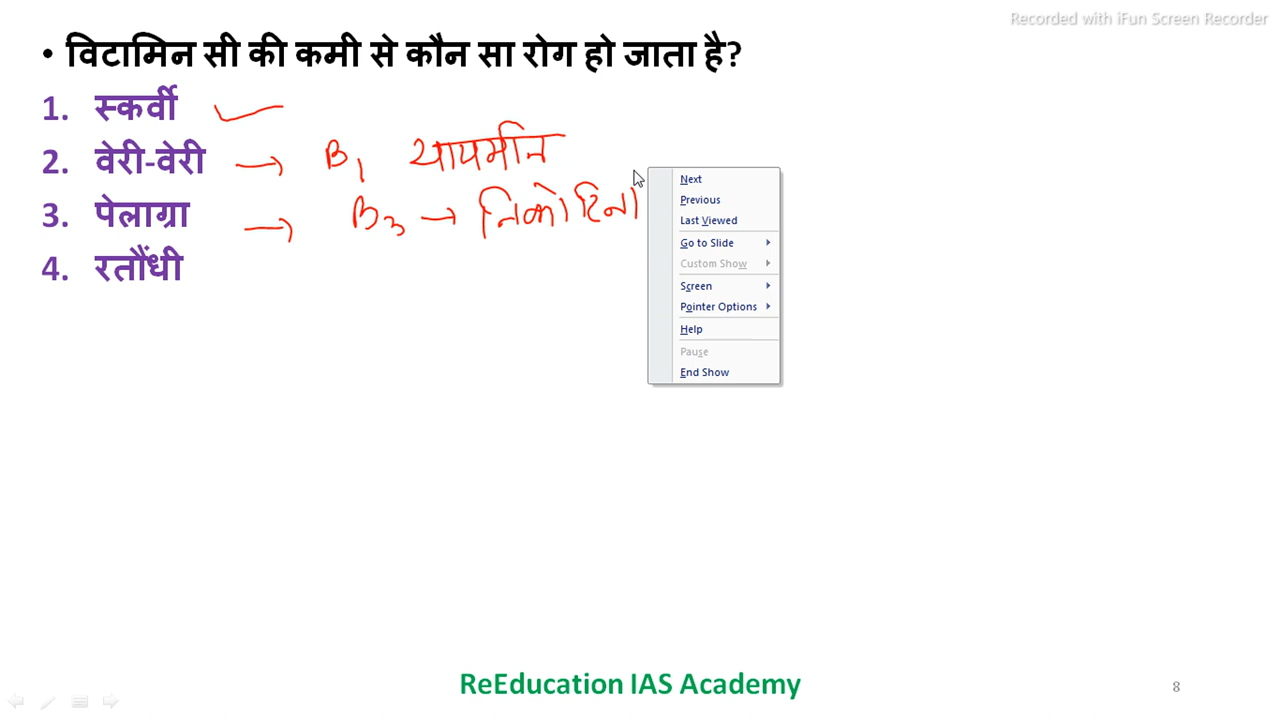 Recorded with iFun Screen Recorder
• विटामिन सी की कमी से कौन सा रोग हो जाता है?
1. स्कर्वी
2. वेरी-वेरी → B1 थायमीन
3. पेलाग्रा → B3 → निकोटिना
4. रतौंधी
Next
Previous
Last Viewed
Go to Slide
Custom Show
Screen
Pointer Options
Help
Pause
End Show
ReEducation IAS Academy
8